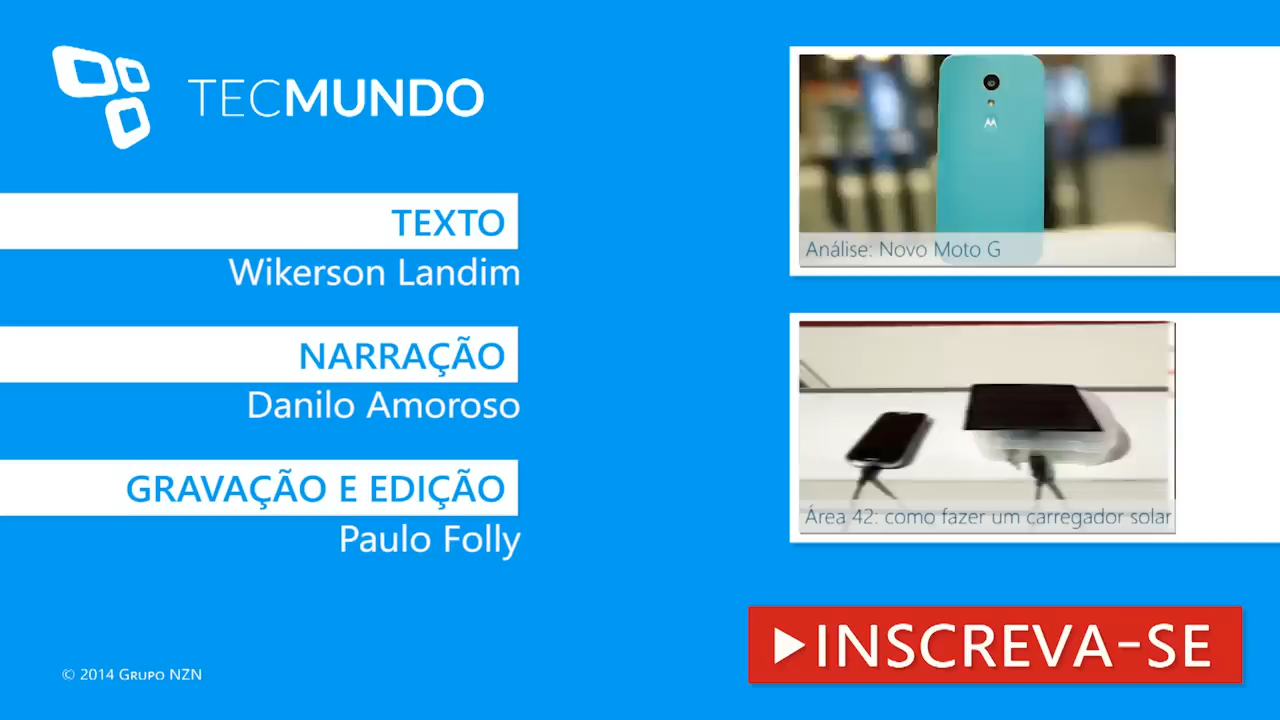 TECMUNDO
TEXTO
Wikerson Landim
NARRAÇÃO
Danilo Amoroso
GRAVAÇÃO E EDIÇÃO
Paulo Folly
© 2014 GRUPO NZN
Análise: Novo Moto G
Área 42: como fazer um carregador solar
INSCREVA-SE